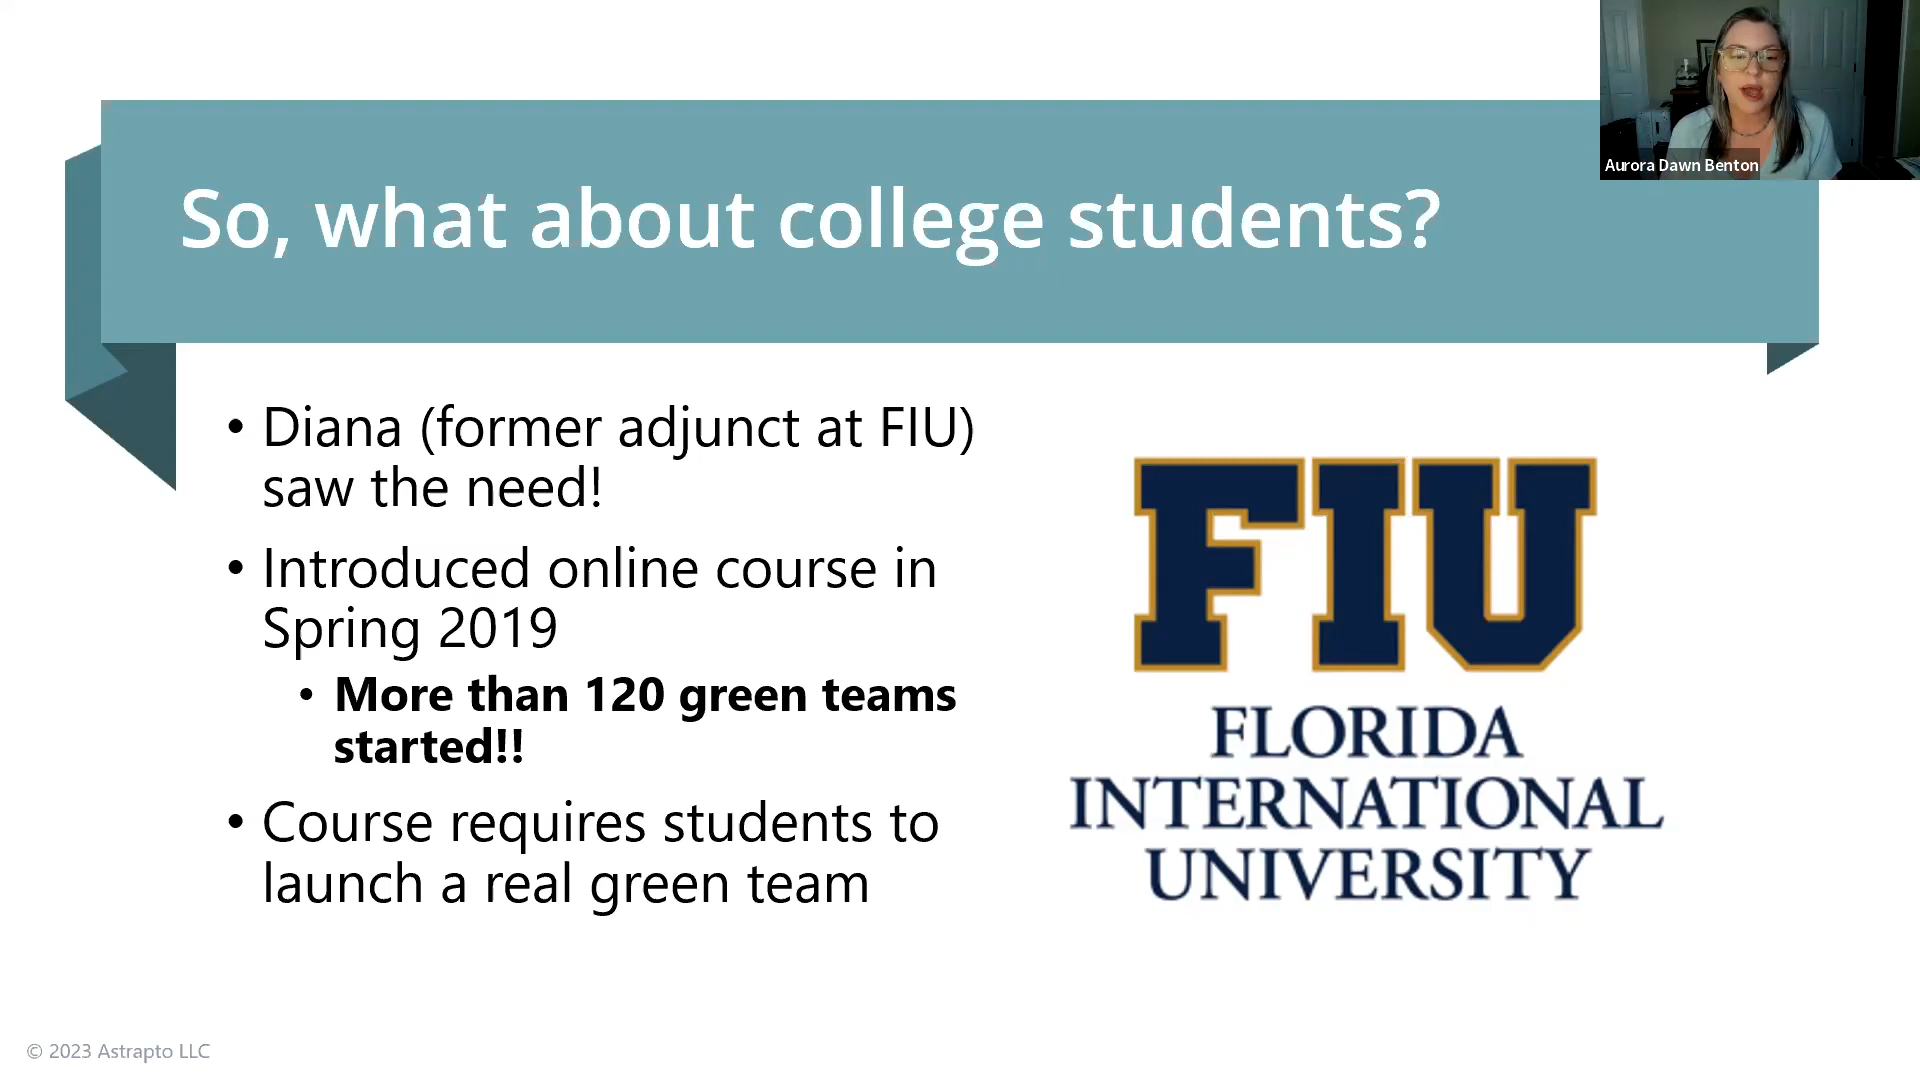 Aurora Dawn Benton
So, what about college students?
• Diana (former adjunct at FIU)
saw the need!
• Introduced online course in
Spring 2019
• More than 120 green teams
started!!
• Course requires students to
launch a real green team
FIU
FLORIDA
INTERNATIONAL
UNIVERSITY
© 2023 Astrapto LLC